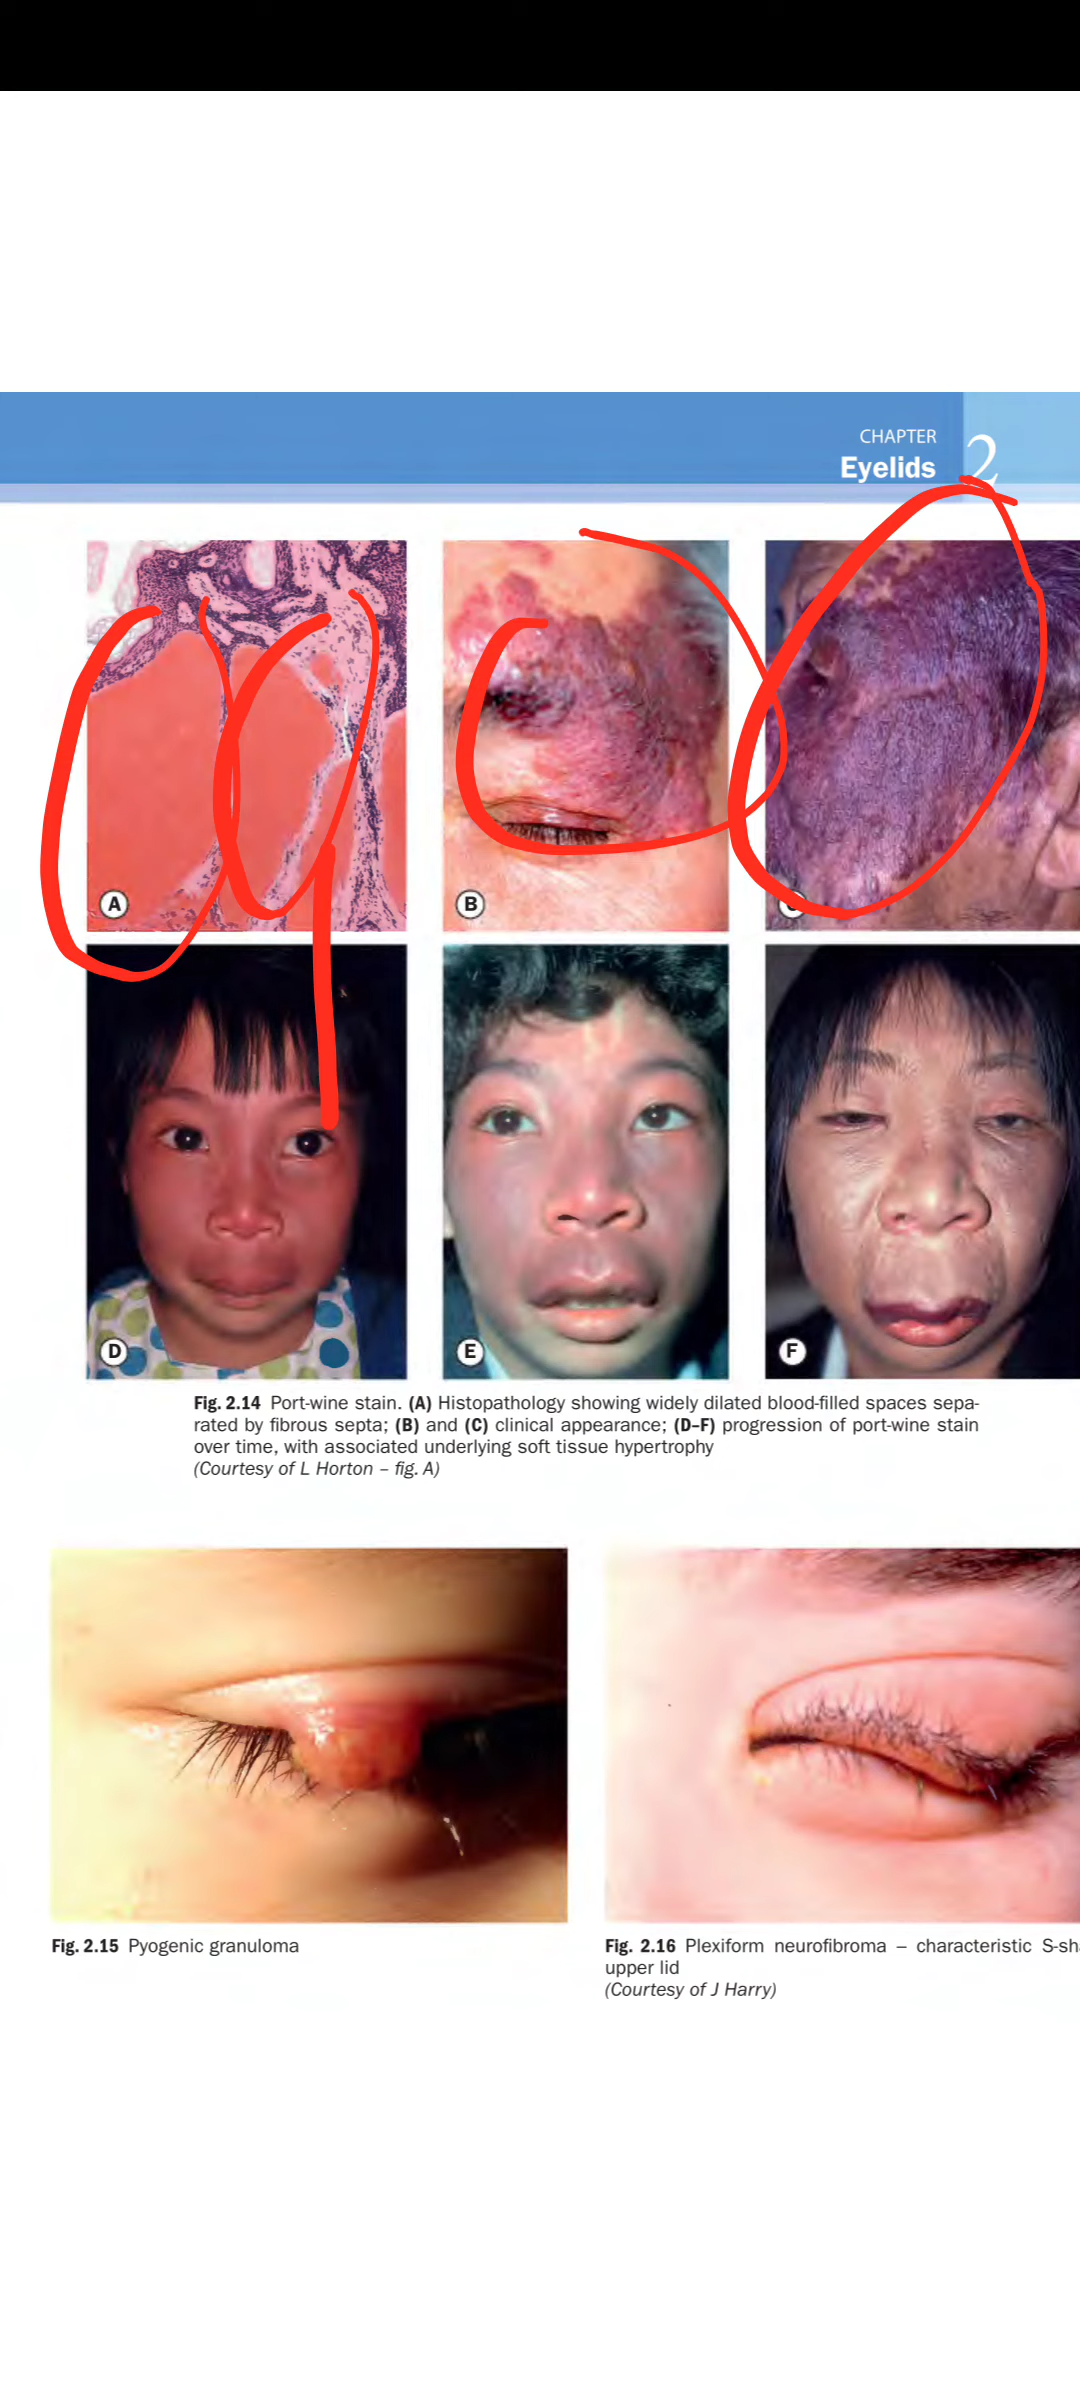 CHAPTER
Eyelids 2
A
B
D
E
F
Fig. 2.14 Port-wine stain. (A) Histopathology showing widely dilated blood-filled spaces sepa-
rated by fibrous septa; (B) and (C) clinical appearance; (D–F) progression of port-wine stain
over time, with associated underlying soft tissue hypertrophy
(Courtesy of L Horton – fig. A)
Fig. 2.15 Pyogenic granuloma
Fig. 2.16 Plexiform neurofibroma – characteristic
upper lid
(Courtesy of J Harry)